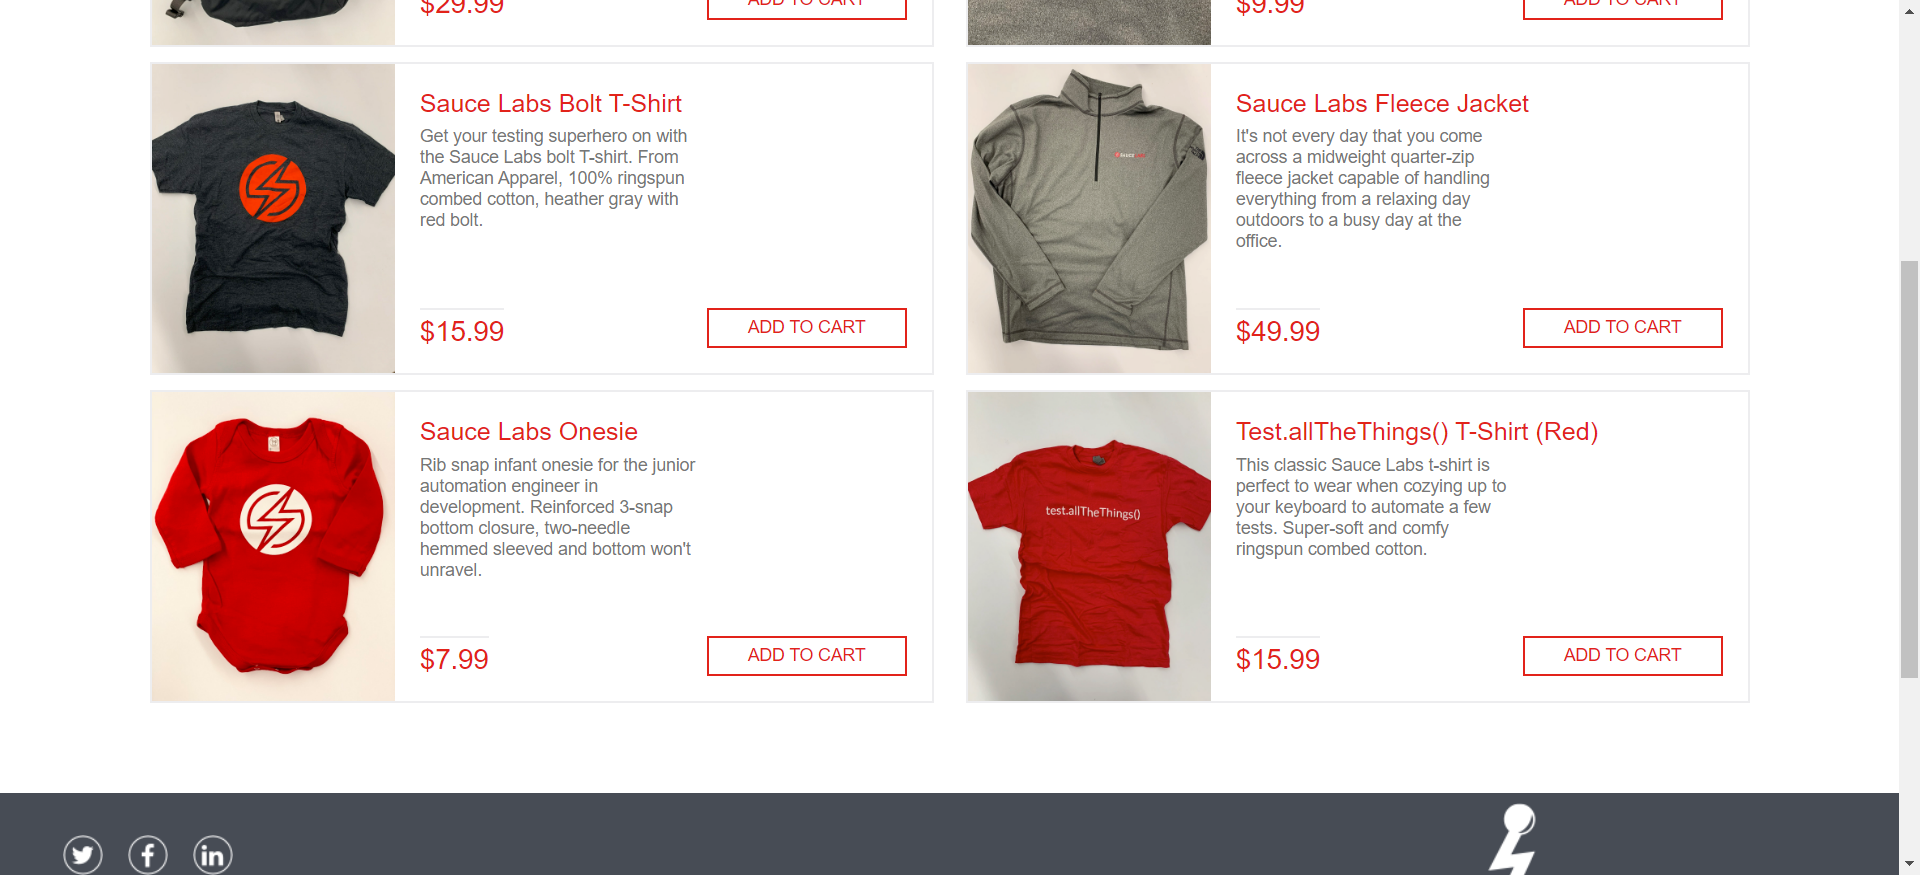 $29.99
ADD TO CART
$9.99
ADD TO CART
Sauce Labs Bolt T-Shirt
Get your testing superhero on with
the Sauce Labs bolt T-shirt. From
American Apparel, 100% ringspun
combed cotton, heather gray with
red bolt.
$15.99
ADD TO CART
SAUCE LABS
Sauce Labs Fleece Jacket
It's not every day that you come
across a midweight quarter-zip
fleece jacket capable of handling
everything from a relaxing day
outdoors to a busy day at the
office.
$49.99
ADD TO CART
Sauce Labs Onesie
Rib snap infant onesie for the junior
automation engineer in
development. Reinforced 3-snap
bottom closure, two-needle
hemmed sleeved and bottom won't
unravel.
$7.99
ADD TO CART
test.allTheThings()
Test.allTheThings() T-Shirt (Red)
This classic Sauce Labs t-shirt is
perfect to wear when cozying up to
your keyboard to automate a few
tests. Super-soft and comfy
ringspun combed cotton.
$15.99
ADD TO CART